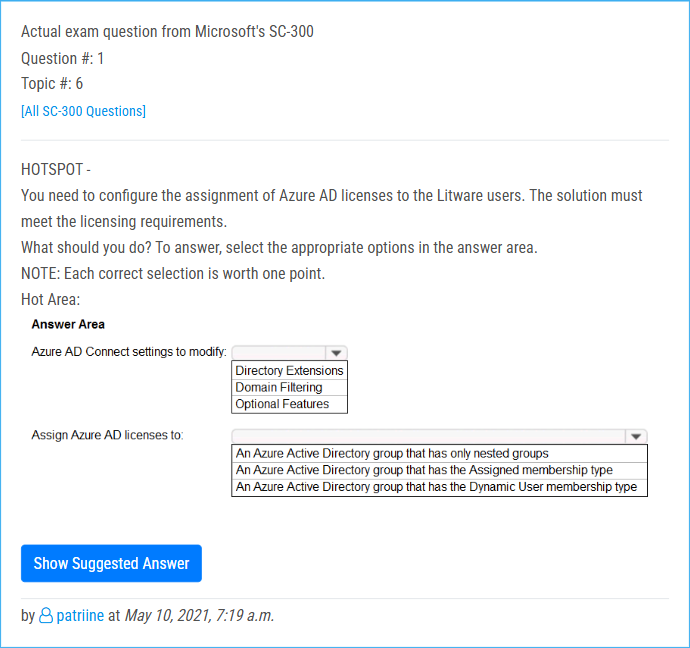 Actual exam question from Microsoft's SC-300
Question #: 1
Topic #: 6
[All SC-300 Questions]
HOTSPOT -
You need to configure the assignment of Azure AD licenses to the Litware users. The solution must
meet the licensing requirements.
What should you do? To answer, select the appropriate options in the answer area.
NOTE: Each correct selection is worth one point.
Hot Area:
Answer Area
Azure AD Connect settings to modify:
Directory Extensions
Domain Filtering
Optional Features
Assign Azure AD licenses to:
An Azure Active Directory group that has only nested groups
An Azure Active Directory group that has the Assigned membership type
An Azure Active Directory group that has the Dynamic User membership type
Show Suggested Answer
by patriine at May 10, 2021, 7:19 a.m.